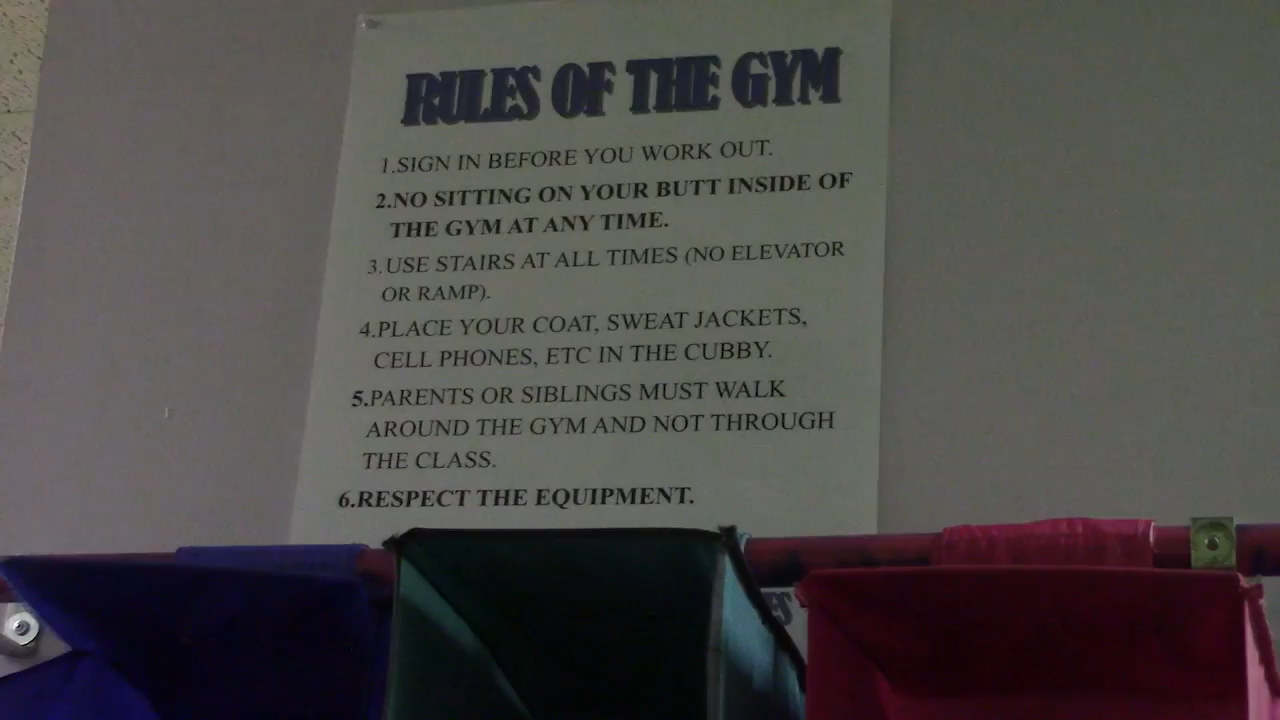 RULES OF THE GYM
1.SIGN IN BEFORE YOU WORK OUT.
2.NO SITTING ON YOUR BUTT INSIDE OF
THE GYM AT ANY TIME.
3.USE STAIRS AT ALL TIMES (NO ELEVATOR
OR RAMP).
4.PLACE YOUR COAT, SWEAT JACKETS,
CELL PHONES, ETC IN THE CUBBY.
5.PARENTS OR SIBLINGS MUST WALK
AROUND THE GYM AND NOT THROUGH
THE CLASS.
6.RESPECT THE EQUIPMENT.